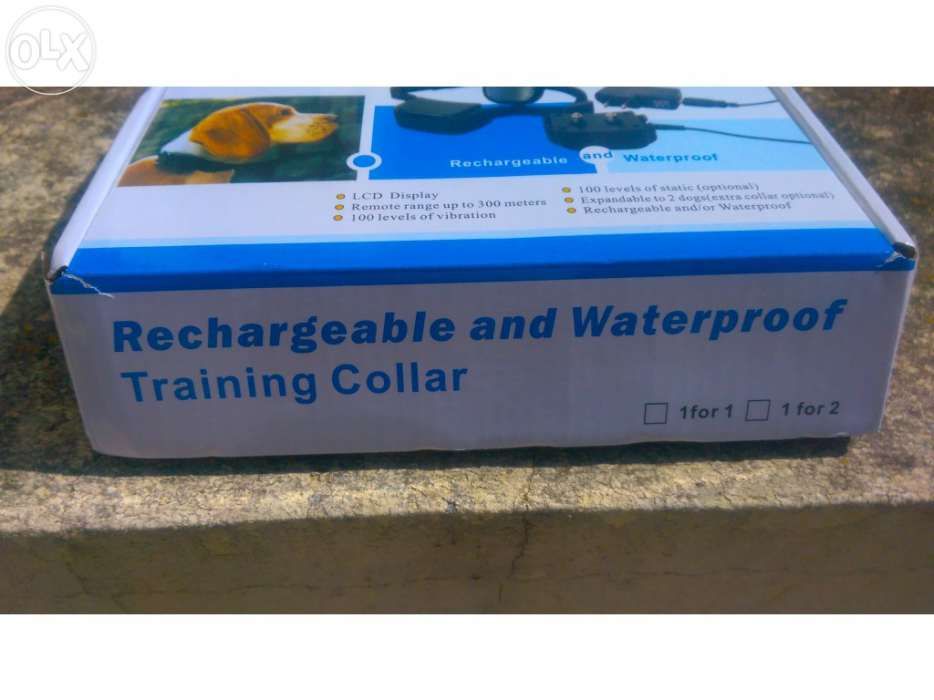 OLX
Rechargeable and Waterproof
LCD Display
Remote range up to 300 meters
100 levels of vibration
100 levels of static (optional)
Expandable to 2 dogs(extra collar optional)
Rechargeable and/or Waterproof
Rechargeable and Waterproof
Training Collar
1for 1 1 for 2